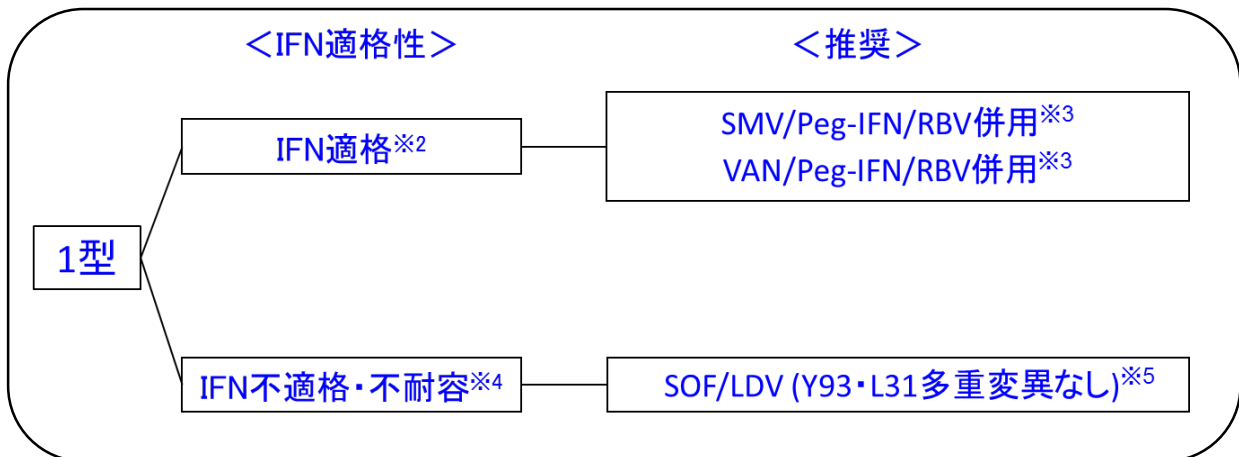 <IFN適格性> <推奨>
IFN適格※2
SMV/Peg-IFN/RBV併用※3
VAN/Peg-IFN/RBV併用※3
1型
IFN不適格・不耐容※4
SOF/LDV (Y93・L31多重変異なし)※5